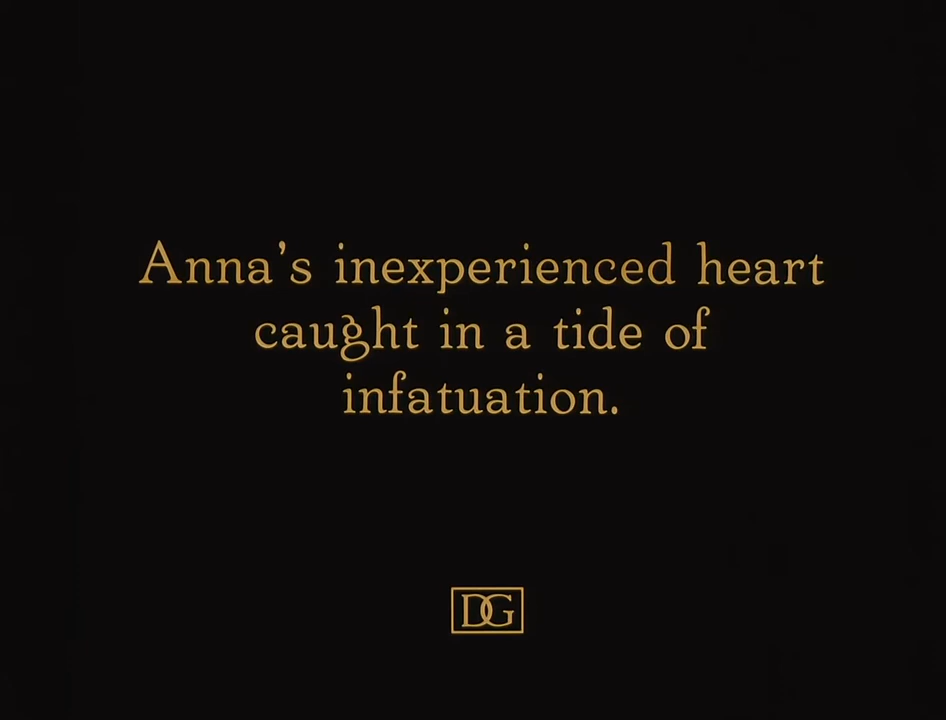 Anna's inexperienced heart
caught in a tide of
infatuation.
DG